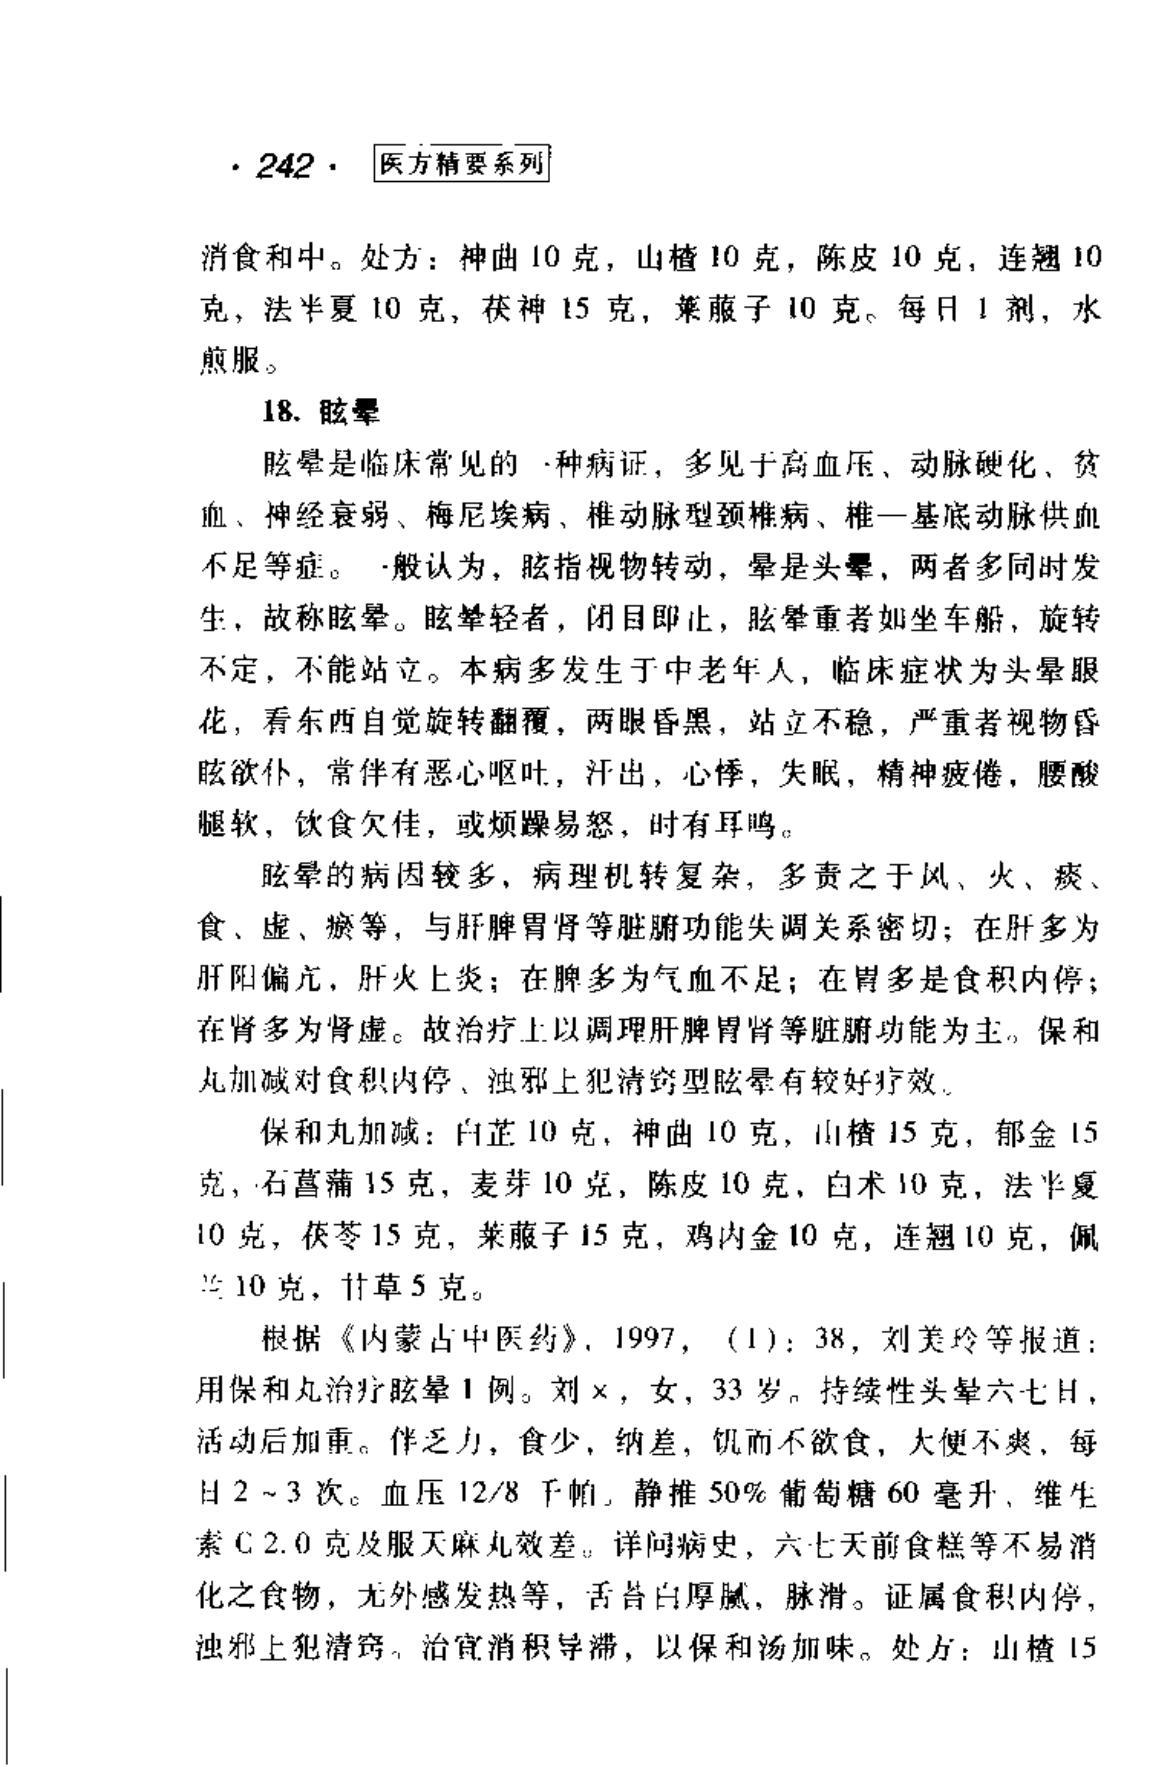 · 242 · 医方精要系列
消食和中。处方：神曲 10 克，山楂 10 克，陈皮 10 克，连翘 10
克，法半夏 10 克，茯神 15 克，莱菔子 10 克。每日 1 剂，水
煎服。
18. 眩晕
眩晕是临床常见的一种病证，多见于高血压、动脉硬化、贫
血、神经衰弱、梅尼埃病、椎动脉型颈椎病、椎—基底动脉供血
不足等症。一般认为，眩指视物转动，晕是头晕，两者多同时发
生，故称眩晕。眩晕轻者，闭目即止，眩晕重者如坐车船，旋转
不定，不能站立。本病多发生于中老年人，临床症状为头晕眼
花，看东西自觉旋转翻覆，两眼昏黑，站立不稳，严重者视物昏
眩欲仆，常伴有恶心呕吐，汗出，心悸，失眠，精神疲倦，腰酸
腿软，饮食欠佳，或烦躁易怒，时有耳鸣。
眩晕的病因较多，病理机转复杂，多责之于风、火、痰、
食、虚、瘀等，与肝脾胃肾等脏腑功能失调关系密切；在肝多为
肝阳偏亢，肝火上炎；在脾多为气血不足；在胃多是食积内停；
在肾多为肾虚。故治疗上以调理肝脾胃肾等脏腑功能为主。保和
丸加减对食积内停、浊邪上犯清窍型眩晕有较好疗效。
保和丸加减：白芷 10 克，神曲 10 克，山楂 15 克，郁金 15
克，石菖蒲 15 克，麦芽 10 克，陈皮 10 克，白术 10 克，法半夏
10 克，茯苓 15 克，莱菔子 15 克，鸡内金 10 克，连翘 10 克，佩
兰 10 克，甘草 5 克。
根据《内蒙古中医药》，1997，（1）：38，刘美玲等报道：
用保和丸治疗眩晕 1 例。刘×，女，33 岁。持续性头晕六七日，
活动后加重。伴乏力，食少，纳差，饥而不欲食，大便不爽，每
日 2～3 次。血压 12/8 千帕。静推 50% 葡萄糖 60 毫升、维生
素 C 2.0 克及服天麻丸效差。详问病史，六七天前食糕等不易消
化之食物，无外感发热等，舌苔白厚腻，脉滑。证属食积内停，
浊邪上犯清窍。治宜消积导滞，以保和汤加味。处方：山楂 15